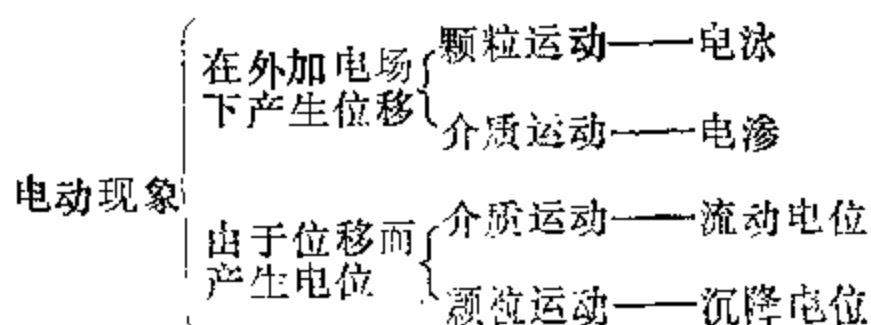 在外加电场
下产生位移
颗粒运动——电泳
介质运动——电渗
电动现象
由于位移而
产生电位
介质运动——流动电位
颗粒运动——沉降电位